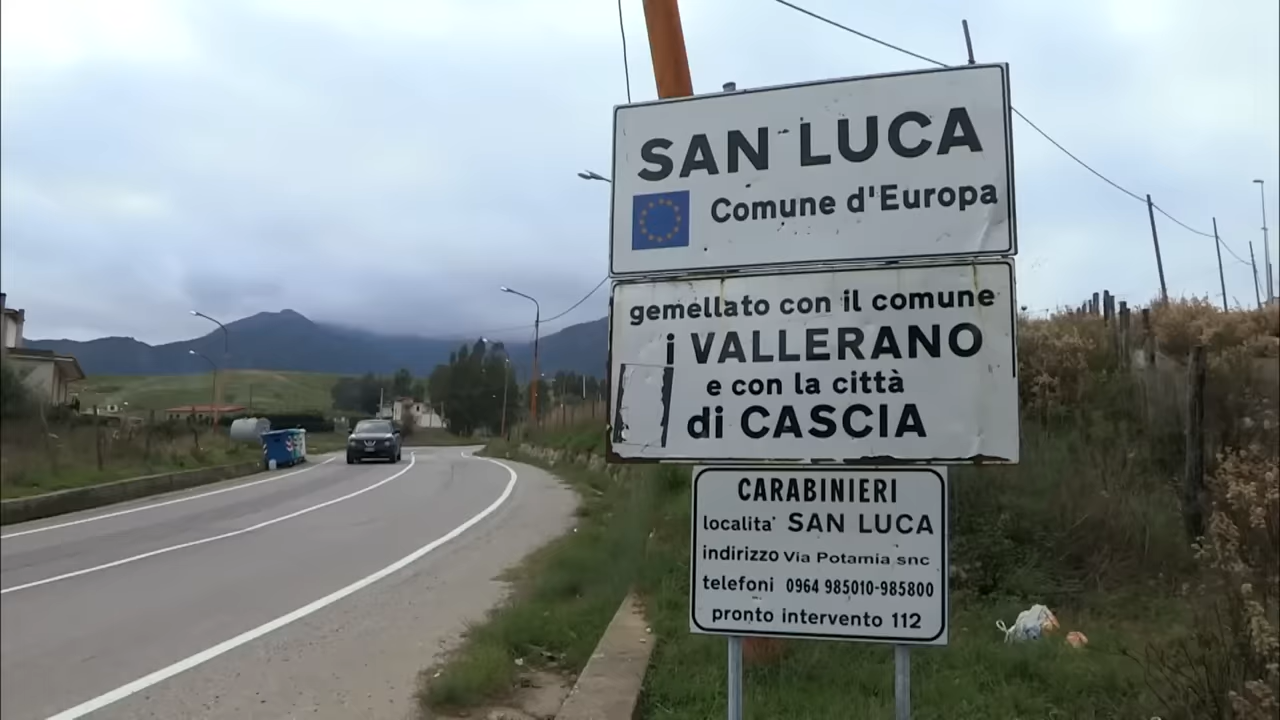 SAN LUCA
Comune d'Europa
gemellato con il comune
i VALLERANO
e con la città
di CASCIA
CARABINIERI
localita' SAN LUCA
indirizzo Via Potamia snc
telefoni 0964 985010-985800
pronto intervento 112